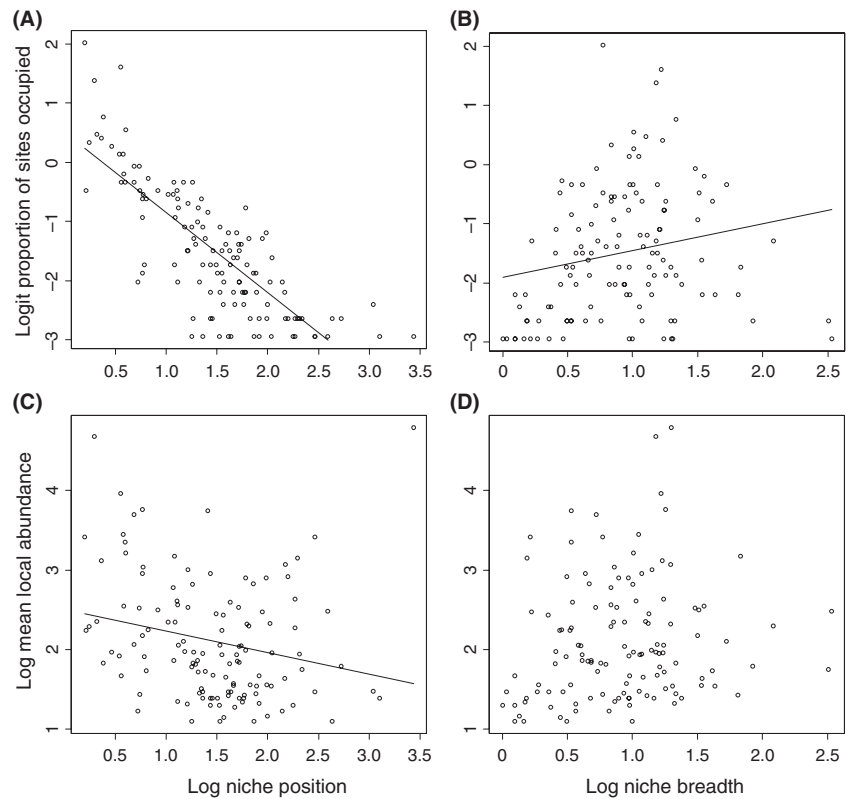 (A)
Logit proportion of sites occupied
2
1
0
−1
−2
−3
0.5 1.0 1.5 2.0 2.5 3.0 3.5
(B)
2
1
0
−1
−2
−3
0 0.5 1.0 1.5 2.0 2.5
(C)
Log mean local abundance
4
3
2
1
0.5 1.0 1.5 2.0 2.5 3.0 3.5
Log niche position
(D)
4
3
2
1
0 0.5 1.0 1.5 2.0 2.5
Log niche breadth